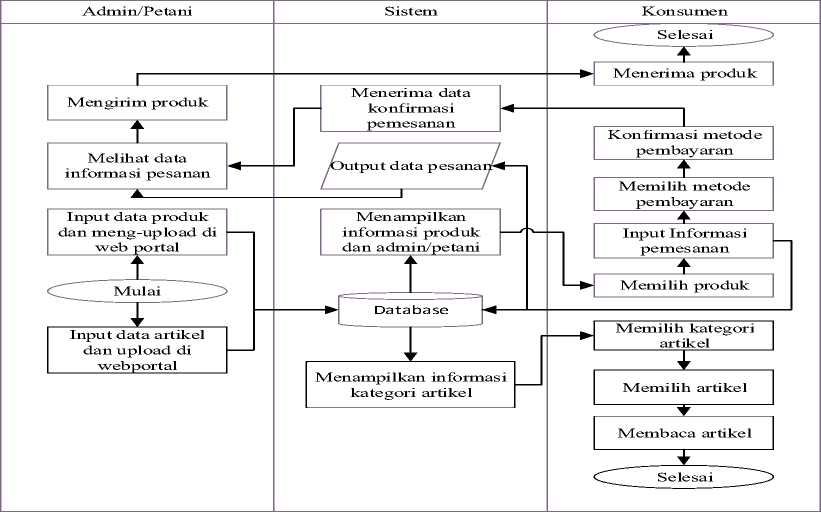 Admin/Petani
Sistem
Konsumen
Selesai
Menerima produk
Mengirim produk
Menerima data
konfirmasi
pemesanan
Konfirmasi metode
pembayaran
Melihat data
informasi pesanan
Output data pesanan
Memilih metode
pembayaran
Input data produk
dan meng-upload di
web portal
Menampilkan
informasi produk
dan admin/petani
Input Informasi
pemesanan
Memilih produk
Mulai
Database
Input data artikel
dan upload di
webportal
Memilih kategori
artikel
Menampilkan informasi
kategori artikel
Memilih artikel
Membaca artikel
Selesai